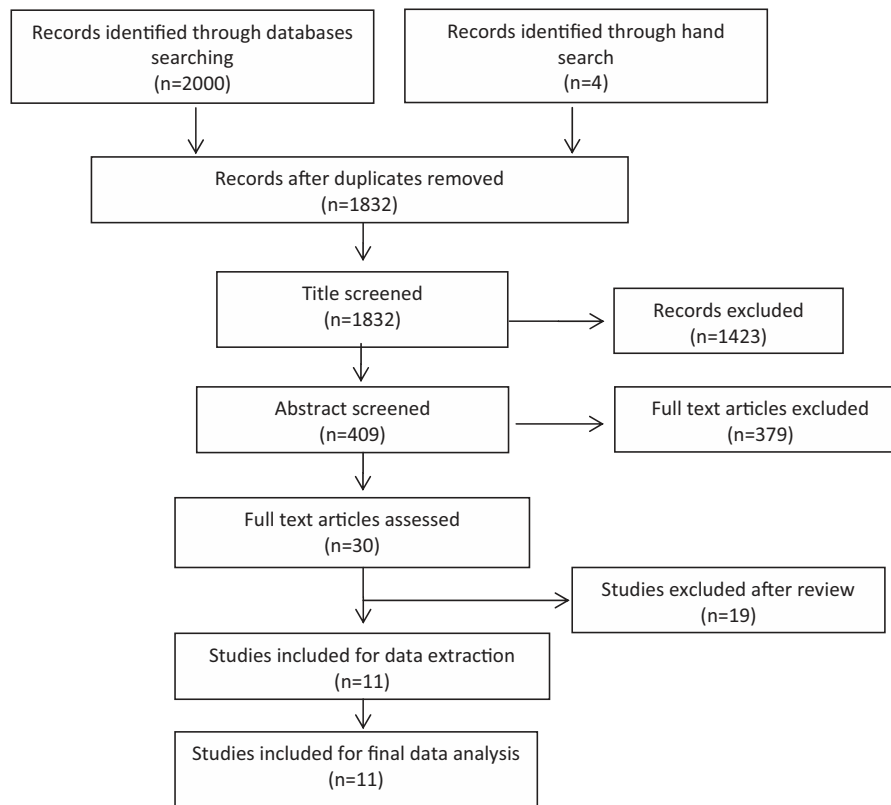 Records identified through databases
searching
(n=2000)
Records identified through hand
search
(n=4)
Records after duplicates removed
(n=1832)
Title screened
(n=1832)
Records excluded
(n=1423)
Abstract screened
(n=409)
Full text articles excluded
(n=379)
Full text articles assessed
(n=30)
Studies excluded after review
(n=19)
Studies included for data extraction
(n=11)
Studies included for final data analysis
(n=11)